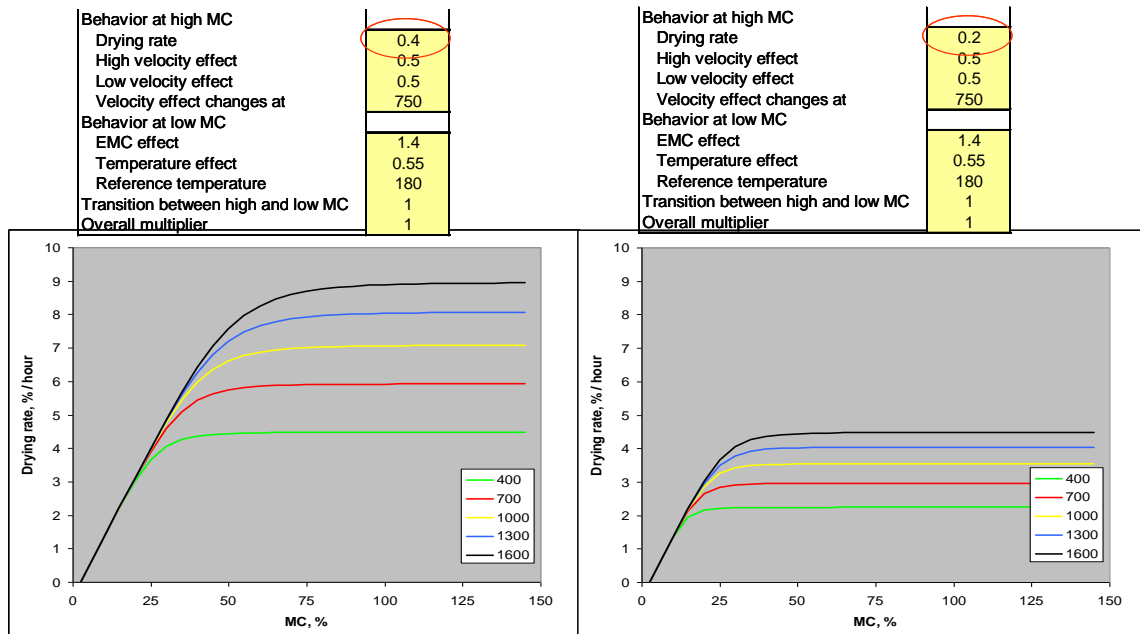 Behavior at high MC
Drying rate 0.4
High velocity effect 0.5
Low velocity effect 0.5
Velocity effect changes at 750
Behavior at low MC
EMC effect 1.4
Temperature effect 0.55
Reference temperature 180
Transition between high and low MC 1
Overall multiplier 1
10
9
8
7
6
5
4
3
2
1
0
Drying rate, % / hour
0 25 50 75 100 125 150
MC, %
400
700
1000
1300
1600
Behavior at high MC
Drying rate 0.2
High velocity effect 0.5
Low velocity effect 0.5
Velocity effect changes at 750
Behavior at low MC
EMC effect 1.4
Temperature effect 0.55
Reference temperature 180
Transition between high and low MC 1
Overall multiplier 1
10
9
8
7
6
5
4
3
2
1
0
Drying rate, % / hour
0 25 50 75 100 125 150
MC, %
400
700
1000
1300
1600